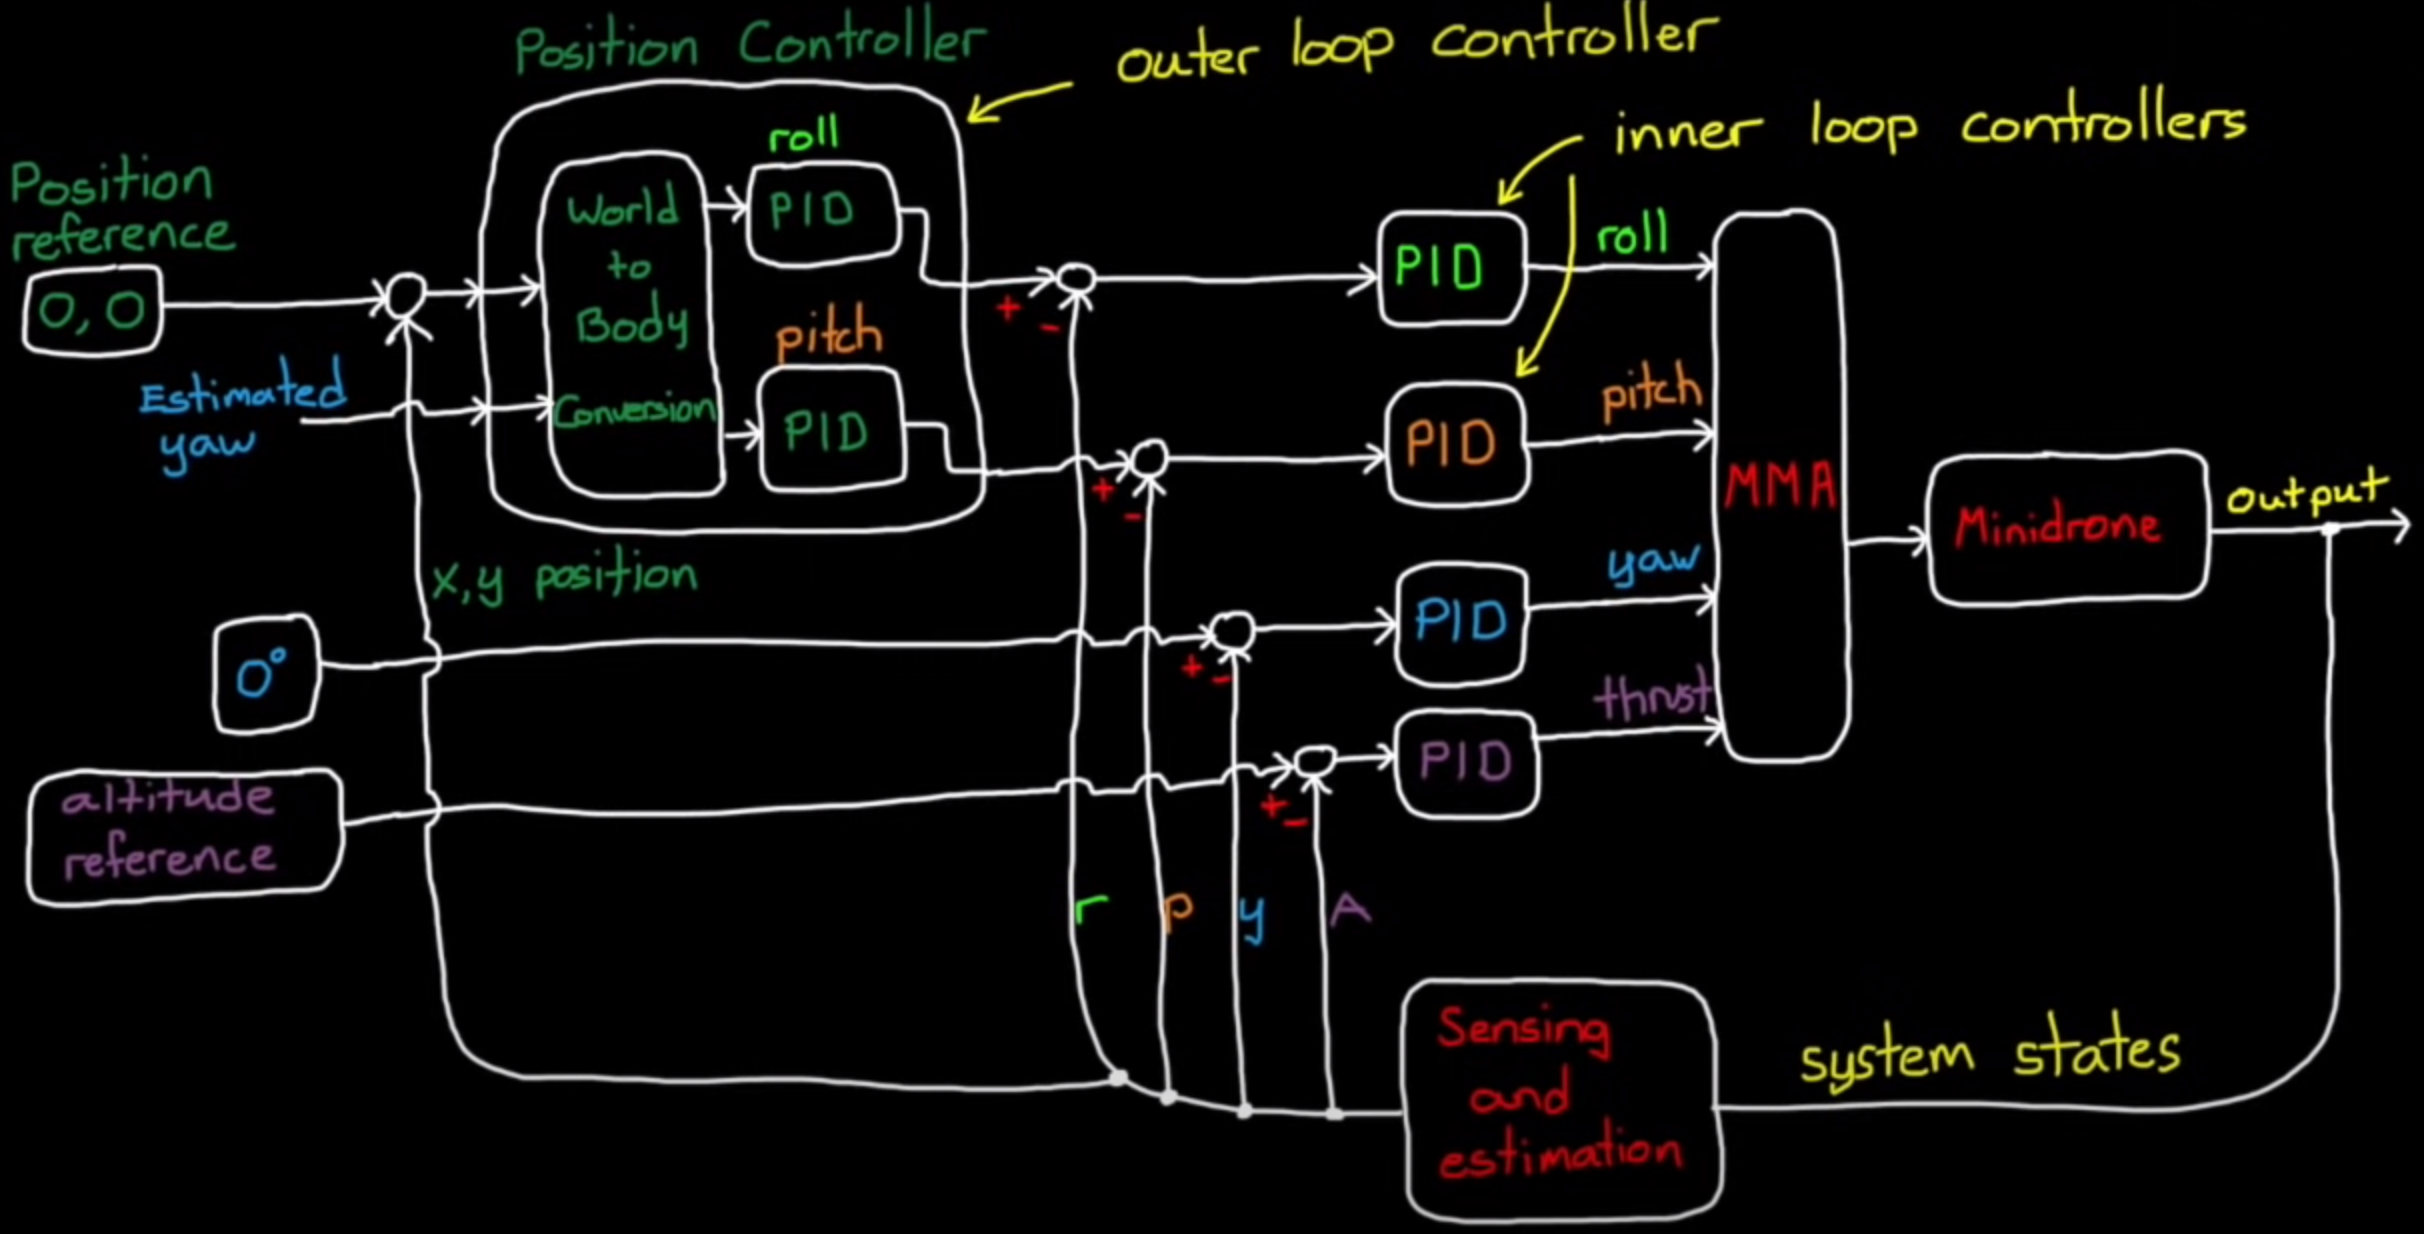 Position Controller
outer loop controller
inner loop controllers
Position
reference
0,0
Estimated
yaw
World
to
Body
Conversion
roll
PID
pitch
PID
+
-
+
-
+
-
+
-
x,y position
0°
altitude
reference
PID
roll
PID
pitch
PID
yaw
PID
thrust
MMA
Minidrone
output
r
p
y
A
Sensing
and
estimation
system states